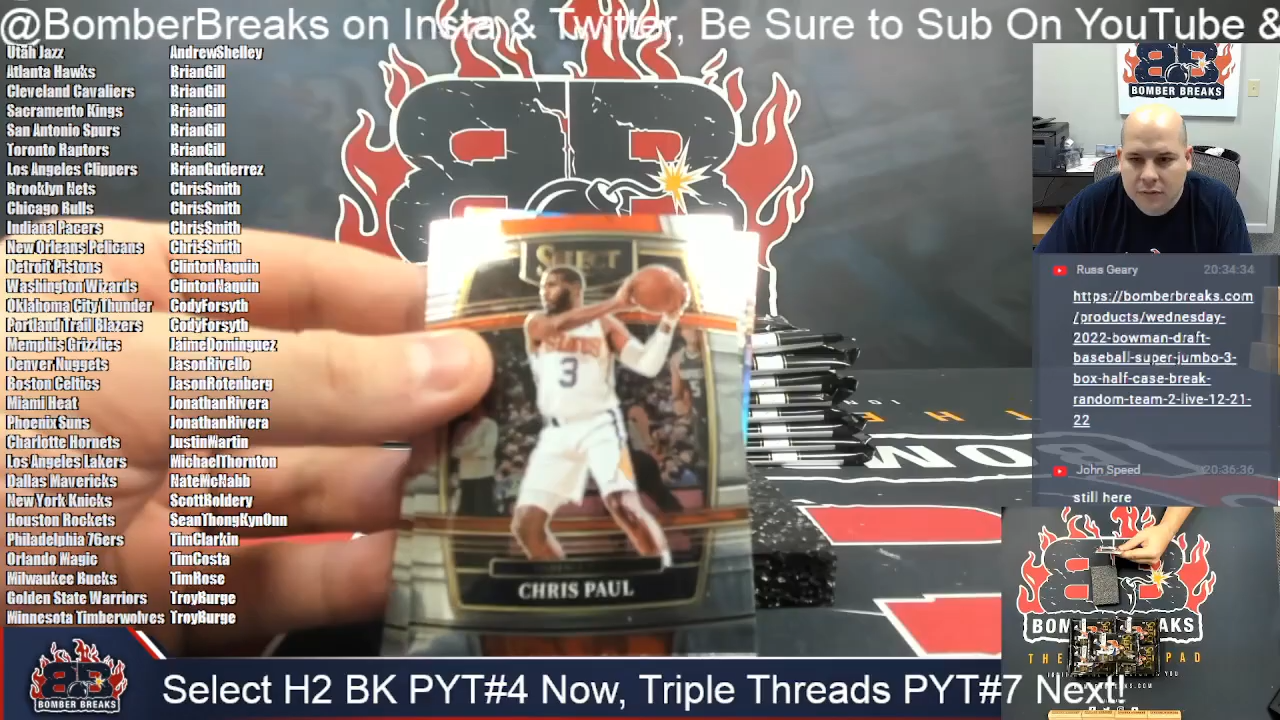 @BomberBreaks on Insta & Twitter, Be Sure to Sub On YouTube &
Utah Jazz AndrewShelley
Atlanta Hawks BrianGill
Cleveland Cavaliers BrianGill
Sacramento Kings BrianGill
San Antonio Spurs BrianGill
Toronto Raptors BrianGill
Los Angeles Clippers BrianGutierrez
Brooklyn Nets ChrisSmith
Chicago Bulls ChrisSmith
Indiana Pacers ChrisSmith
New Orleans Pelicans ChrisSmith
Detroit Pistons ClintonNaquin
Washington Wizards ClintonNaquin
Oklahoma City Thunder CodyForsyth
Portland Trail Blazers CodyForsyth
Memphis Grizzlies JaimeDominguez
Denver Nuggets JasonRivello
Boston Celtics JasonRotenberg
Miami Heat JonathanRivera
Phoenix Suns JonathanRivera
Charlotte Hornets JustinMartin
Los Angeles Lakers MichaelThornton
Dallas Mavericks NateMcNabb
New York Knicks ScottBoldery
Houston Rockets SeanThongKynOnn
Philadelphia 76ers TimClarkin
Orlando Magic TimCosta
Milwaukee Bucks TimRose
Golden State Warriors TroyBurge
Minnesota Timberwolves TroyBurge
SELECT
SUNS
3
CHRIS PAUL
BOMBER BREAKS
Russ Geary 20:34:34
https://bomberbreaks.com
/products/wednesday-
2022-bowman-draft-
baseball-super-jumbo-3-
box-half-case-break-
random-team-2-live-12-21-
22
John Speed 20:36:36
still here
BOMBER BREAKS
Select H2 BK PYT#4 Now, Triple Threads PYT#7 Next!